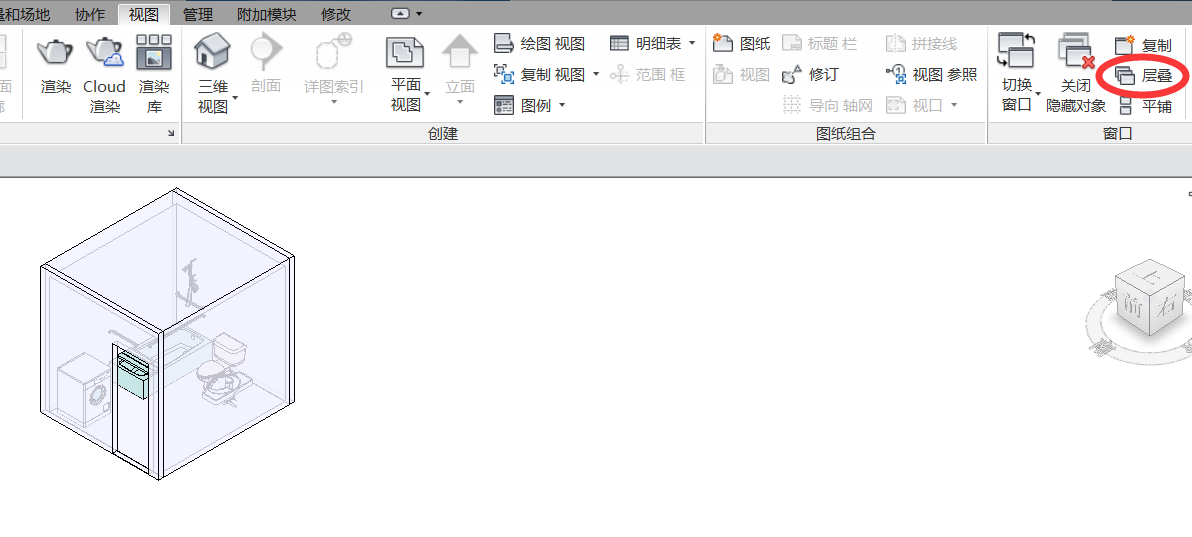 量和场地 协作 视图 管理 附加模块 修改
渲染 Cloud 渲染 渲染库
三维视图 剖面 详图索引 平面视图 立面
绘图 视图 明细表
复制 视图 范围 框
图例
创建
图纸 标题 栏 拼接线
视图 修订 视图 参照
导向 轴网 视口
图纸组合
切换窗口 关闭隐藏对象
复制
层叠
平铺
窗口
上
前 右